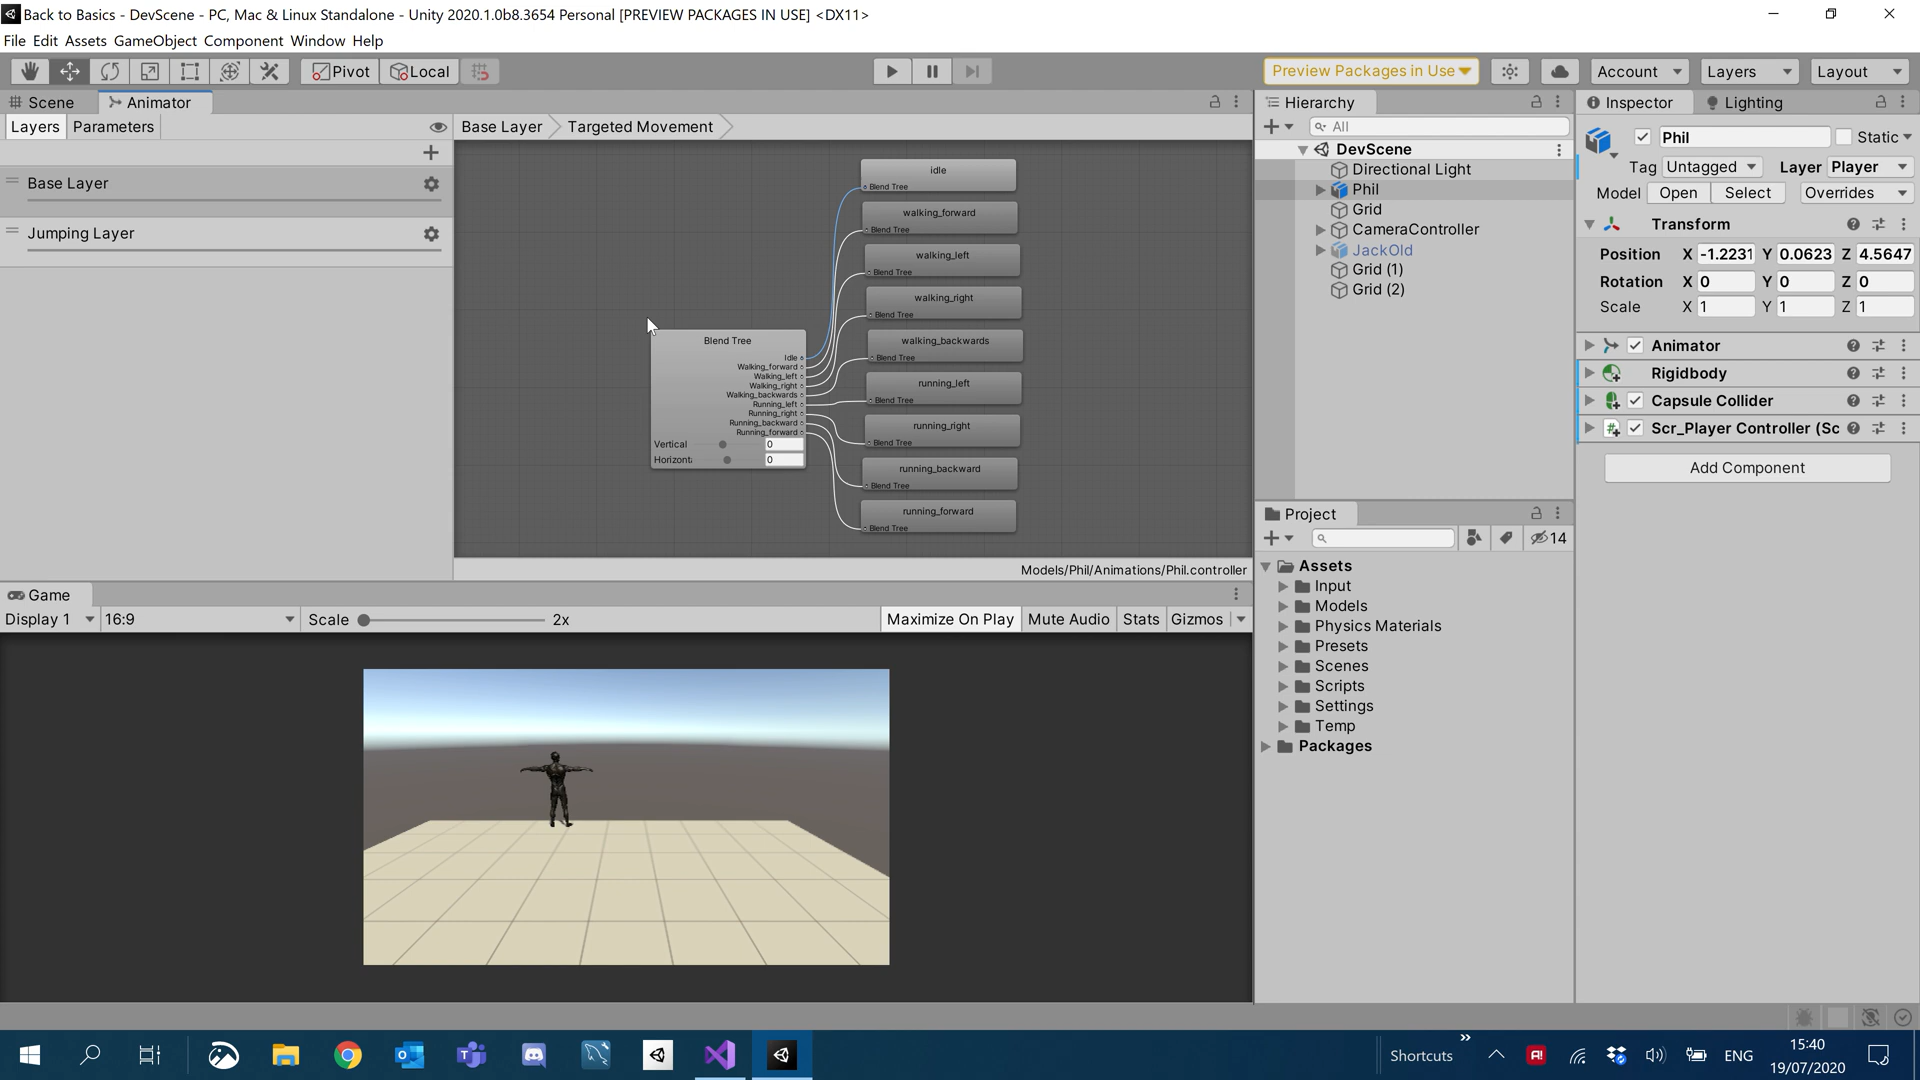 Back to Basics - DevScene - PC, Mac & Linux Standalone - Unity 2020.1.0b8.3654 Personal [PREVIEW PACKAGES IN USE] <DX11>
File Edit Assets GameObject Component Window Help
Pivot Local Preview Packages in Use Account Layers Layout
Scene Animator
Layers Parameters
Base Layer Targeted Movement
Base Layer
Jumping Layer
idle
Blend Tree
walking_forward
Blend Tree
walking_left
Blend Tree
walking_right
Blend Tree
walking_backwards
Blend Tree
running_left
Blend Tree
running_right
Blend Tree
running_backward
Blend Tree
running_forward
Blend Tree
Blend Tree
Idle
Walking_forward
Walking_left
Walking_right
Walking_backwards
Running_left
Running_right
Running_backward
Running_forward
Vertical 0
Horizont 0
Models/Phil/Animations/Phil.controller
Game
Display 1 16:9 Scale 2x Maximize On Play Mute Audio Stats Gizmos
Hierarchy
All
DevScene
Directional Light
Phil
Grid
CameraController
JackOld
Grid (1)
Grid (2)
Project
14
Assets
Input
Models
Physics Materials
Presets
Scenes
Scripts
Settings
Temp
Packages
Inspector Lighting
Phil Static
Tag Untagged Layer Player
Model Open Select Overrides
Transform
Position X -1.2231 Y 0.0623 Z 4.5647
Rotation X 0 Y 0 Z 0
Scale X 1 Y 1 Z 1
Animator
Rigidbody
Capsule Collider
Scr_Player Controller (Sc
Add Component
Shortcuts
ENG
15:40
19/07/2020